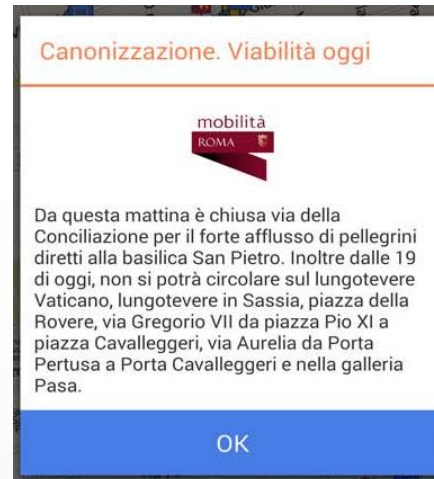 Canonizzazione. Viabilità oggi
mobilità
ROMA
Da questa mattina è chiusa via della
Conciliazione per il forte afflusso di pellegrini
diretti alla basilica San Pietro. Inoltre dalle 19
di oggi, non si potrà circolare sul lungotevere
Vaticano, lungotevere in Sassia, piazza della
Rovere, via Gregorio VII da piazza Pio XI a
piazza Cavalleggeri, via Aurelia da Porta
Pertusa a Porta Cavalleggeri e nella galleria
Pasa.
OK